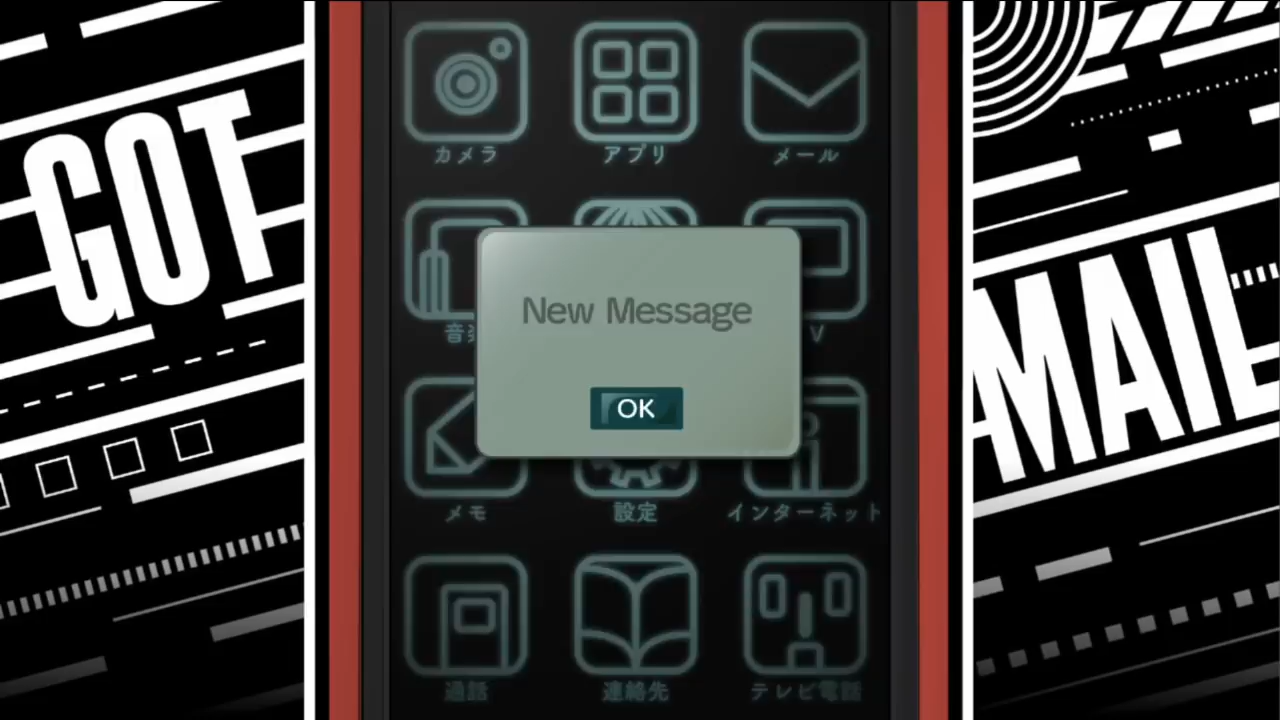 GOT
MAIL
カメラ
アプリ
メール
New Message
OK
メモ
設定
インターネット
通話
連絡先
テレビ電話